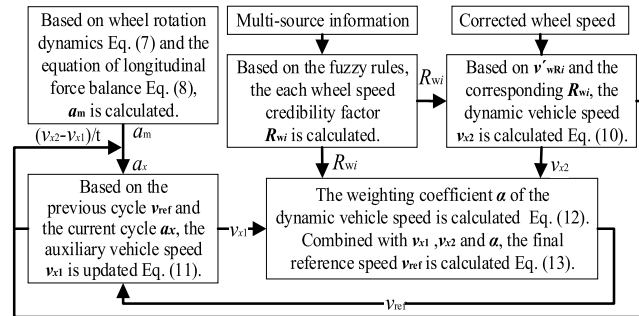 Based on wheel rotation
dynamics Eq. (7) and the
equation of longitudinal
force balance Eq. (8),
am is calculated.
Multi-source information
Corrected wheel speed
Based on the fuzzy rules,
the each wheel speed
credibility factor
Rwi is calculated.
Rwi
Based on v´wRi and the
corresponding Rwi, the
dynamic vehicle speed
vx2 is calculated Eq. (10).
(vx2-vx1)/t
am
ax
Rwi
vx2
Based on the
previous cycle vref and
the current cycle ax, the
auxiliary vehicle speed
vx1 is updated Eq. (11).
vx1
The weighting coefficient α of the
dynamic vehicle speed is calculated Eq. (12).
Combined with vx1 ,vx2 and α, the final
reference speed vref is calculated Eq. (13).
vref